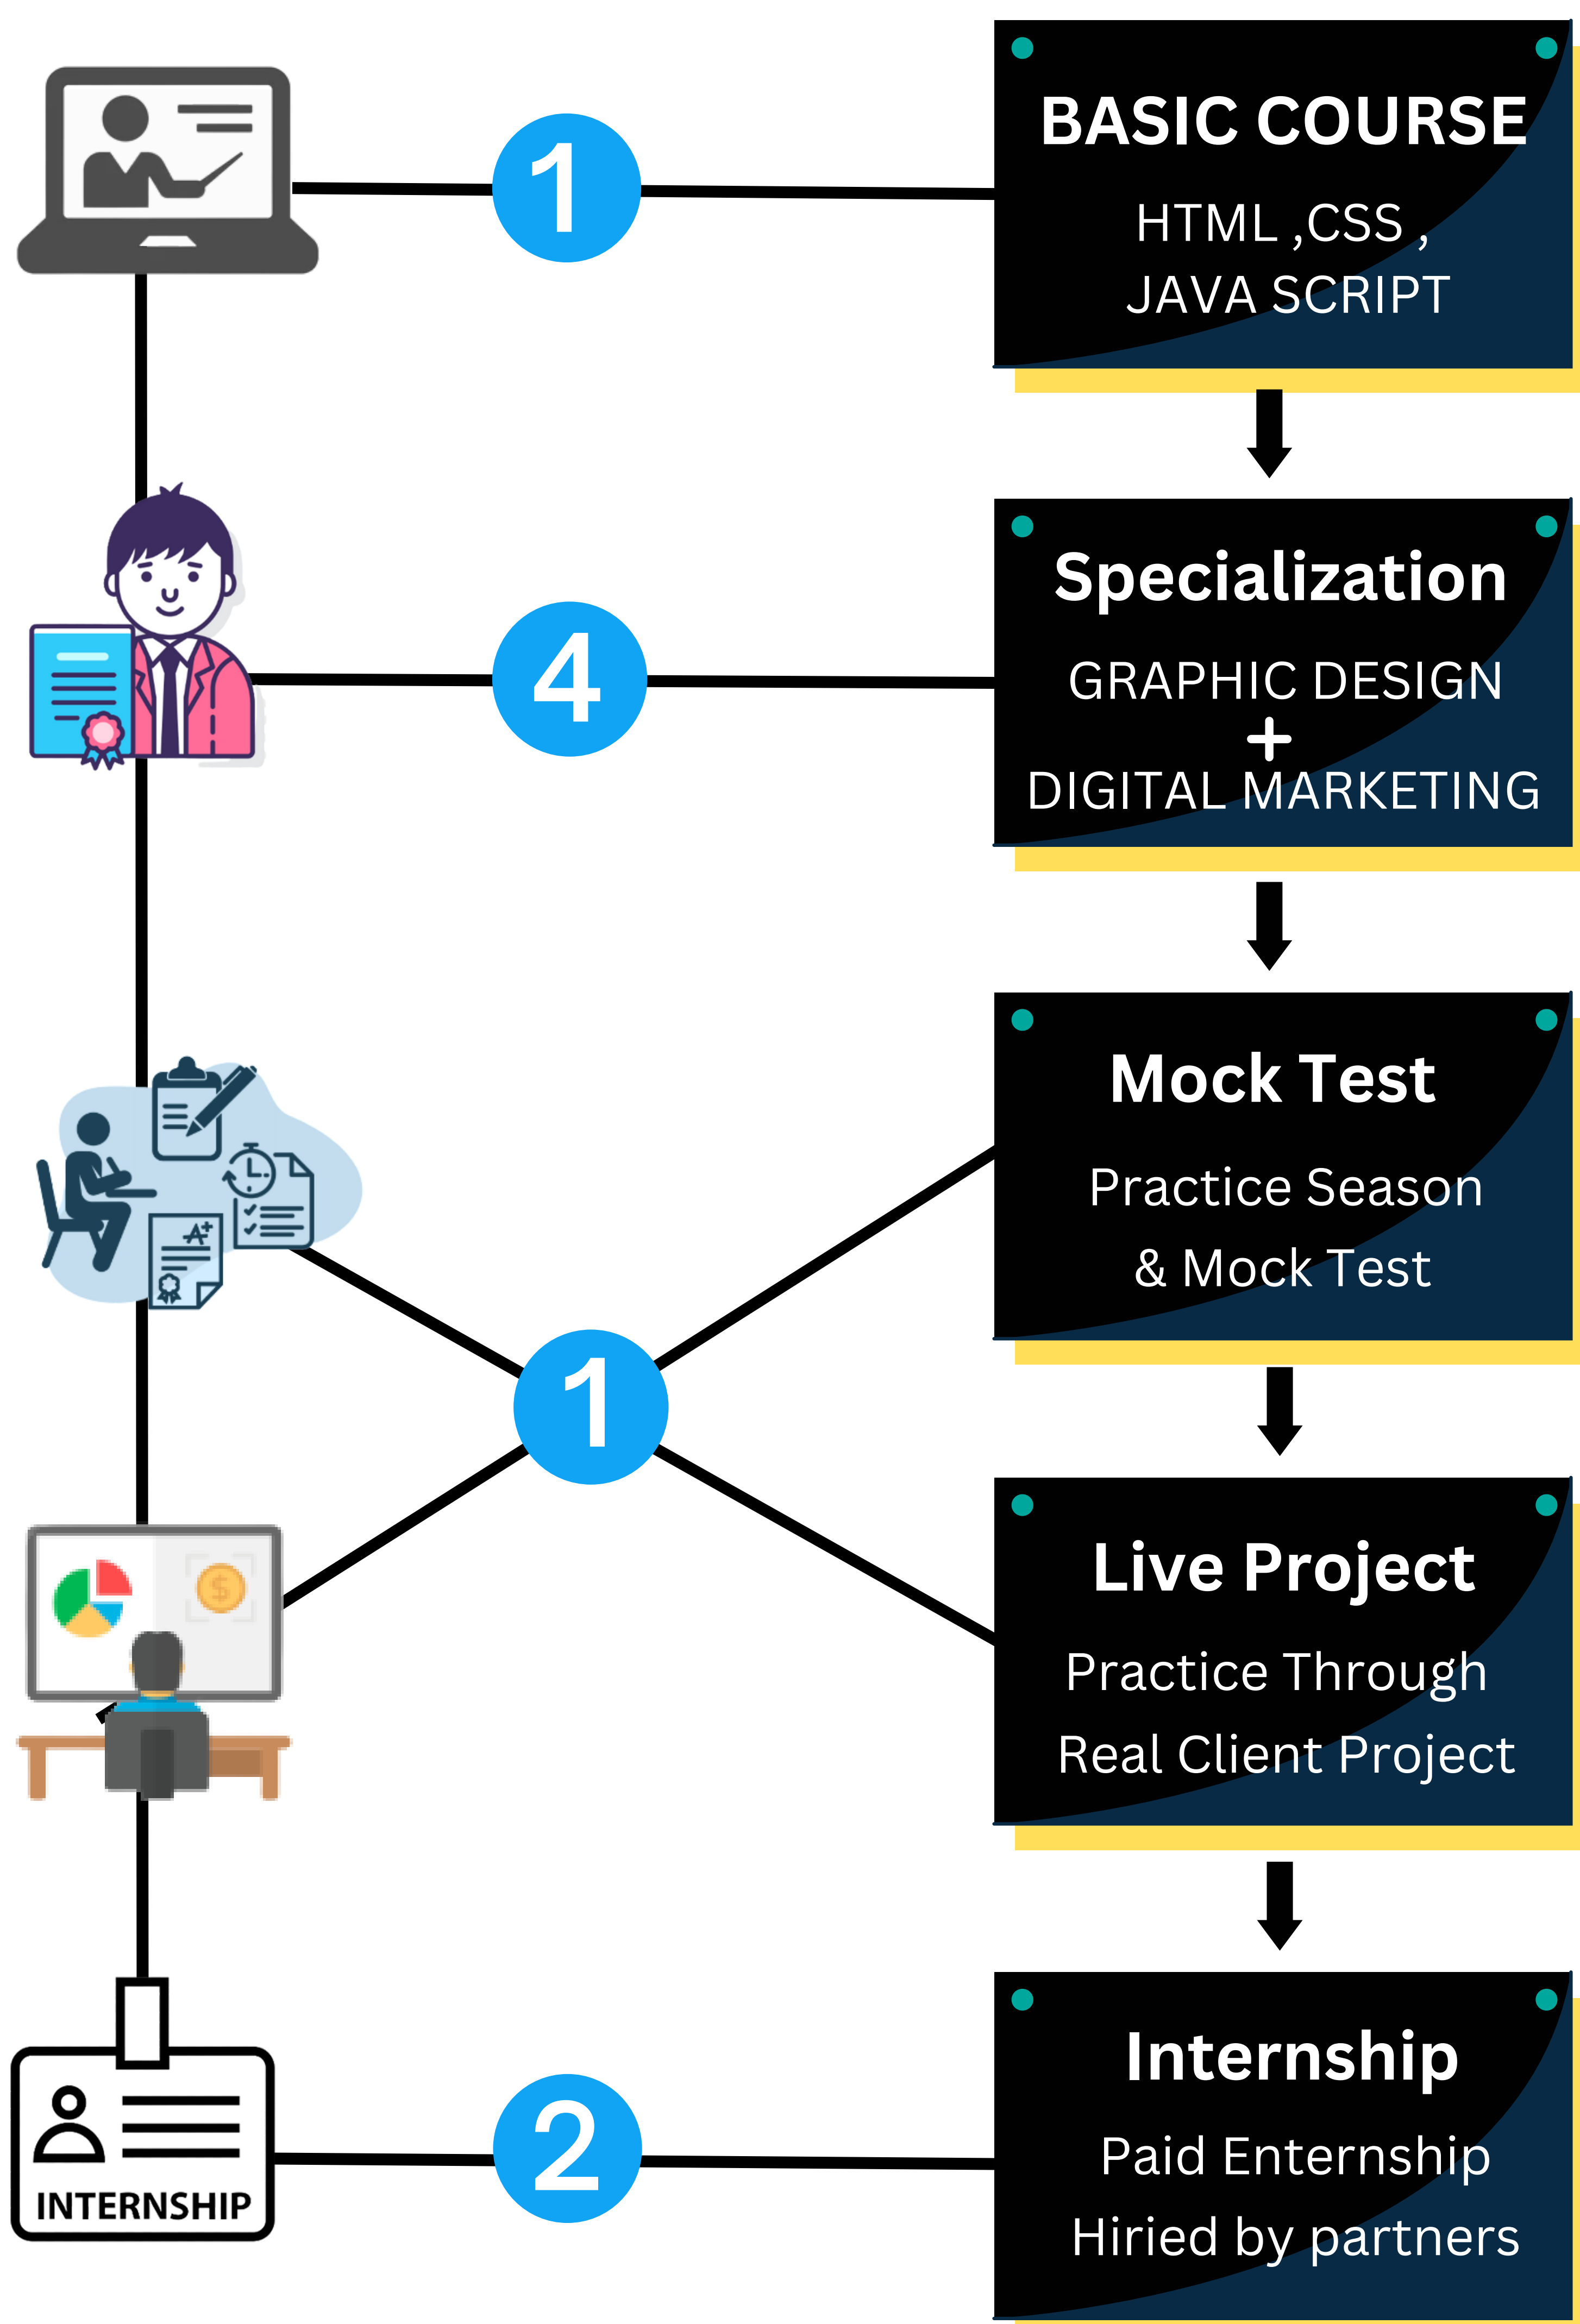 BASIC COURSE
1
HTML ,CSS ,
JAVA SCRIPT
Specialization
4
GRAPHIC DESIGN
+
DIGITAL MARKETING
Mock Test
Practice Season
& Mock Test
A+
1
Live Project
$
Practice Through
Real Client Project
Internship
2
Paid Enternship
INTERNSHIP
Hiried by partners